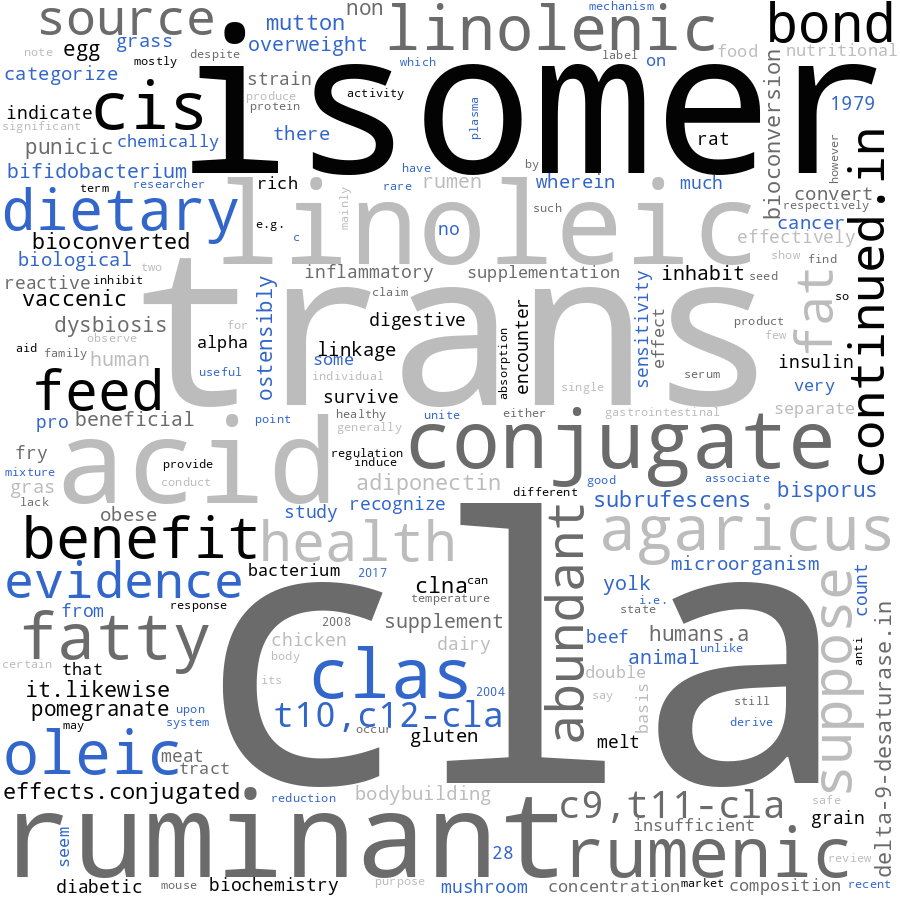 source
non
mechanism
linolenic
bond
mutton
note
egg
grass
overweight
mostly
despite
which
label
on
food
nutritional
categorize
isomer
strain
produce
protein
activity
plasma
1979
indicate
cis
significant
there
rat
bioconversion
however
punicic
chemically
bifidobacterium
have
by
term
researcher
rich
rare
rumen
wherein
much
convert
respectively
continued.in
dietary
mainly
linoleic
such
e.g.
c
no
cancer
effectively
bioconverted
biological
two
show
find
reactive
inhibit
inflammatory
supplementation
inhabit
seed
vaccenic
trans
claim
so
fat
dysbiosis
for
observe
digestive
encounter
product
few
ostensibly
sensitivity
effect
aid
family
human
alpha
linkage
some
absorption
insulin
useful
individual
serum
feed
single
very
survive
separate
pro
beneficial
point
healthy
generally
unite
either
gastrointestinal
conjugate
fry
acid
regulation
induce
mixture
provide
gras
conduct
adiponectin
good
associate
bisporus
lack
different
subrufescens
obese
study
recognize
benefit
health
abundant
agaricus
evidence
bacterium
2017
microorganism
clna
can
yolk
count
suppose
from
response
temperature
i.e.
state
fatty
2008
supplement
cla
chicken
dairy
beef
humans.a
anti
delta-9-desaturase.in
body
animal
unlike
certain
that
its
clas
double
it.likewise
2004
say
basis
pomegranate
upon
t10,c12-cla
still
may
system
occur
gluten
derive
melt
oleic
meat
tract
effects.conjugated
reduction
bodybuilding
safe
c9,t11-cla
grain
ruminant
insufficient
seem
28
rumenic
review
diabetic
mouse
biochemistry
purpose
mushroom
concentration
market
composition
recent